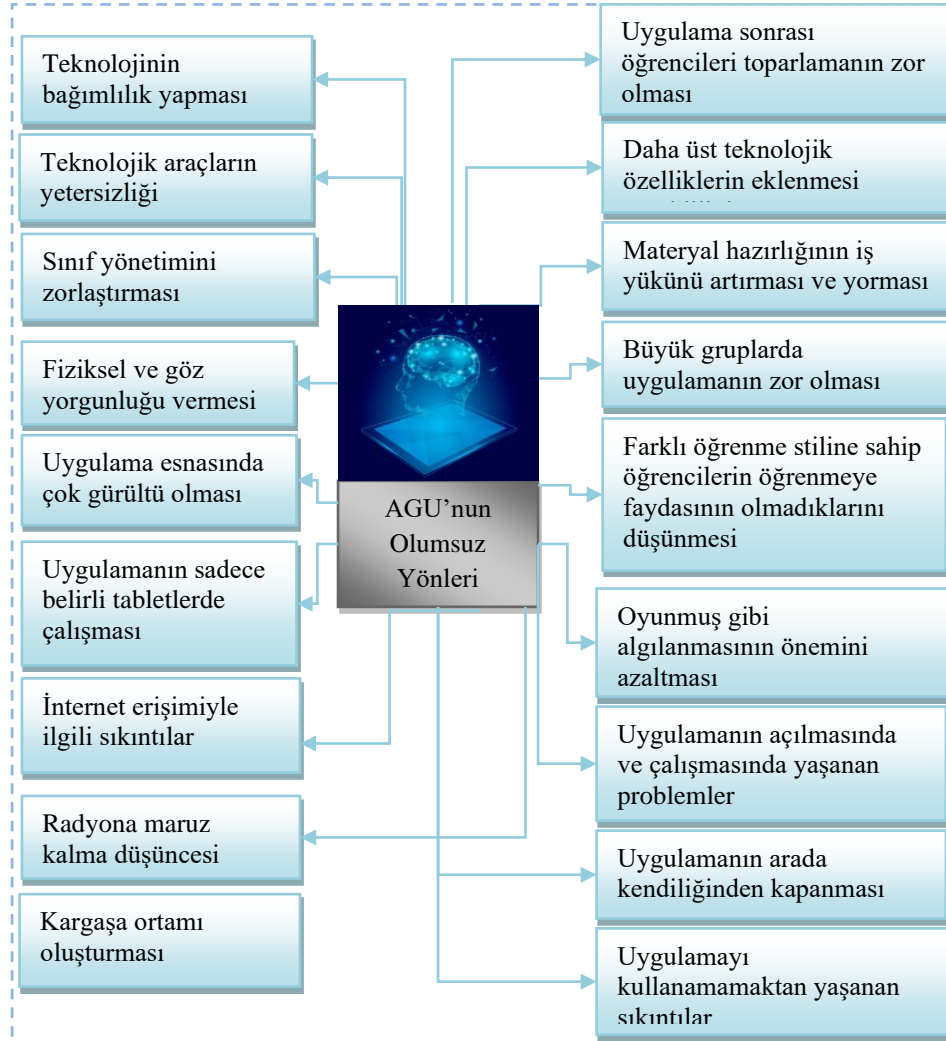 Teknolojinin
bağımlılık yapması
Teknolojik araçların
yetersizliği
Sınıf yönetimini
zorlaştırması
Fiziksel ve göz
yorgunluğu vermesi
Uygulama esnasında
çok gürültü olması
Uygulamanın sadece
belirli tabletlerde
çalışması
İnternet erişimiyle
ilgili sıkıntılar
Radyona maruz
kalma düşüncesi
Kargaşa ortamı
oluşturması
AGU’nun
Olumsuz
Yönleri
Uygulama sonrası
öğrencileri toparlamanın zor
olması
Daha üst teknolojik
özelliklerin eklenmesi
Materyal hazırlığının iş
yükünü artırması ve yorması
Büyük gruplarda
uygulamanın zor olması
Farklı öğrenme stiline sahip
öğrencilerin öğrenmeye
faydasının olmadıklarını
düşünmesi
Oyunmuş gibi
algılanmasının önemini
azaltması
Uygulamanın açılmasında
ve çalışmasında yaşanan
problemler
Uygulamanın arada
kendiliğinden kapanması
Uygulamayı
kullanamamaktan yaşanan
sıkıntılar